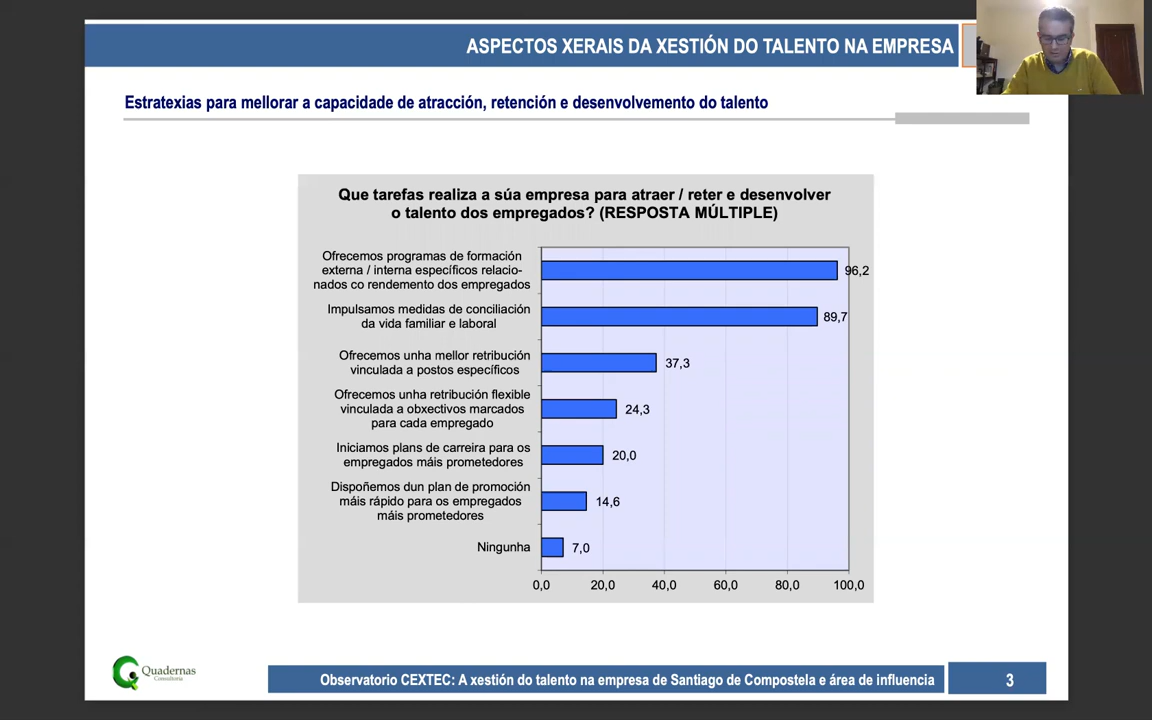 ASPECTOS XERAIS DA XESTIÓN DO TALENTO NA EMPRESA
Estratexias para mellorar a capacidade de atracción, retención e desenvolvemento do talento
Que tarefas realiza a súa empresa para atraer / reter e desenvolver
o talento dos empregados? (RESPOSTA MÚLTIPLE)
Ofrecemos programas de formación
externa / interna específicos relacio-
nados co rendemento dos empregados
96,2
Impulsamos medidas de conciliación
da vida familiar e laboral
89,7
Ofrecemos unha mellor retribución
vinculada a postos específicos
37,3
Ofrecemos unha retribución flexible
vinculada a obxectivos marcados
para cada empregado
24,3
Iniciamos plans de carreira para os
empregados máis prometedores
20,0
Dispoñemos dun plan de promoción
máis rápido para os empregados
máis prometedores
14,6
Ningunha
7,0
0,0 20,0 40,0 60,0 80,0 100,0
Quadernas
Consultoría
Observatorio CEXTEC: A xestión do talento na empresa de Santiago de Compostela e área de influencia
3